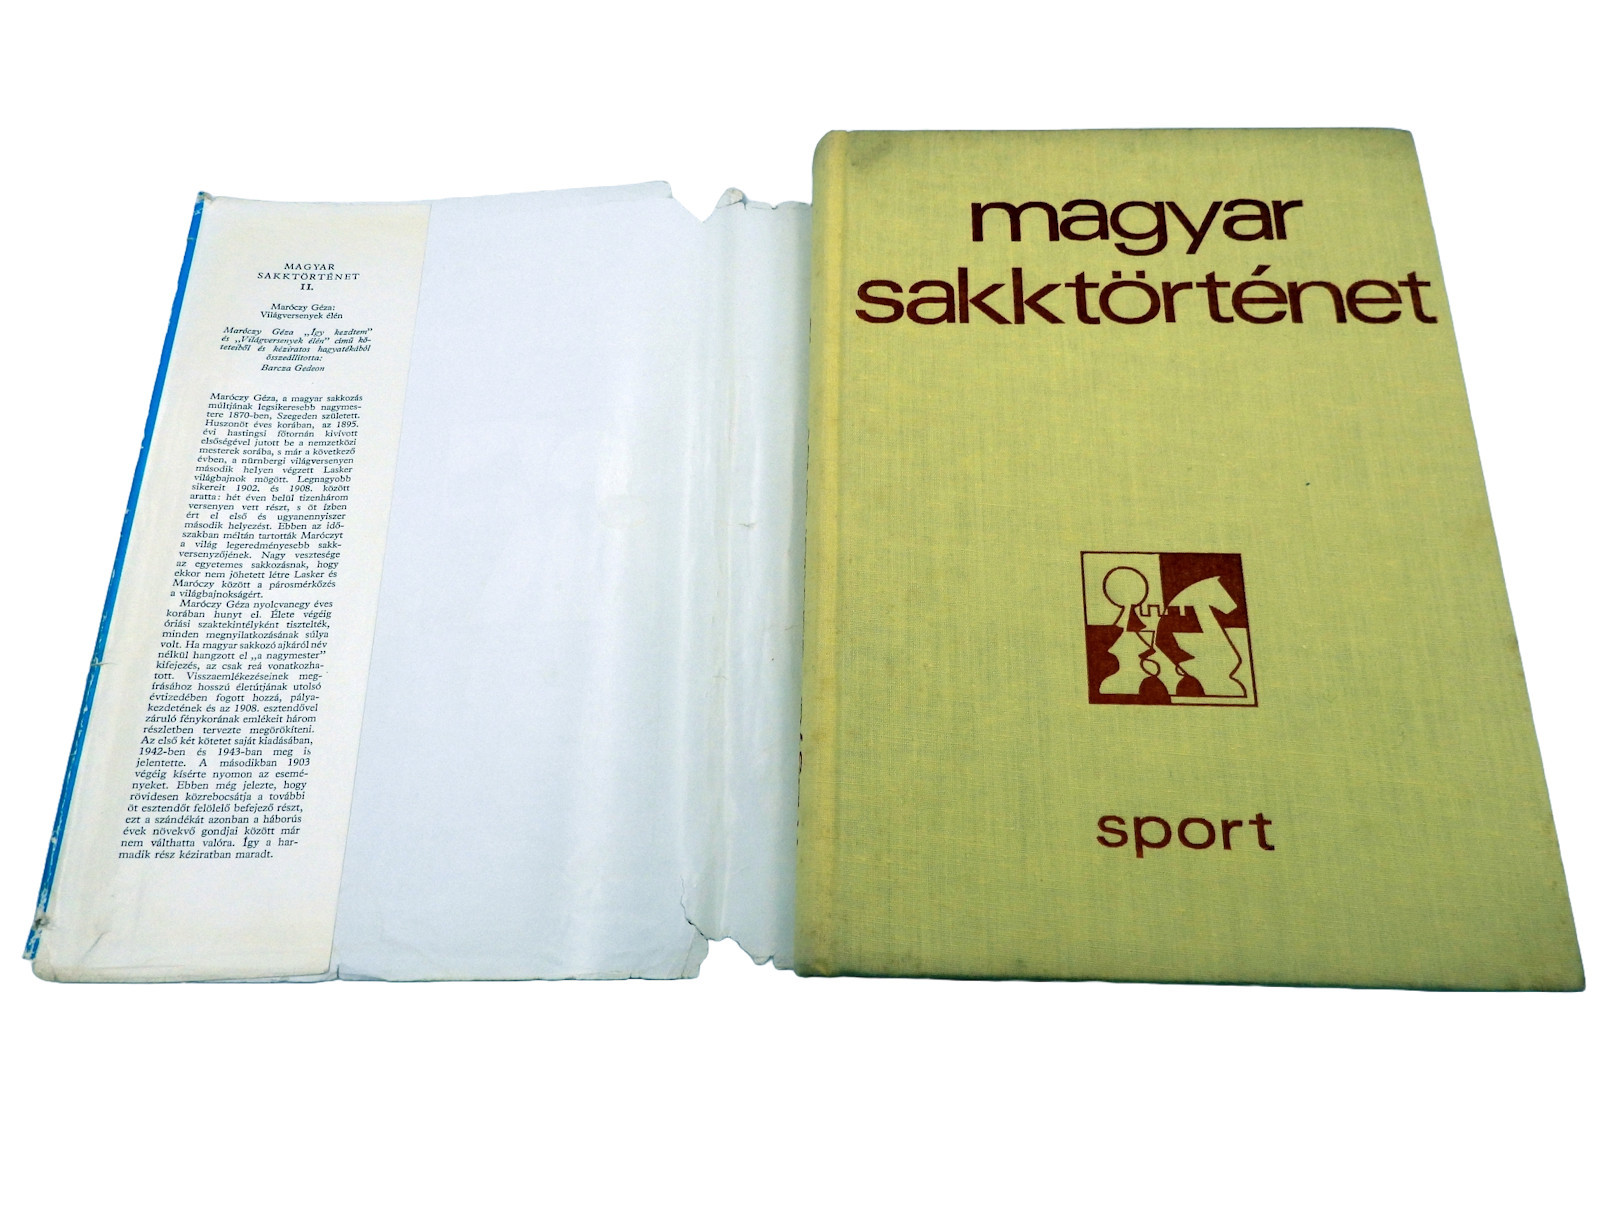 MAGYAR
SAKKTÖRTÉNET
II.
Maróczy Géza:
Világversenyek élén
Maróczy Géza „Így kezdtem”
és „Világversenyek élén” című kö-
teteiből és kéziratos hagyatékából
összeállította:
Barcza Gedeon
Maróczy Géza, a magyar sakkozás
múltjának legsikeresebb nagymes-
tere 1870-ben, Szegeden született.
Huszonöt éves korában, az 1895.
évi hastingsi főtornán kivívott
elsőségével jutott be a nemzetközi
mesterek sorába, s már a következő
évben, a nürnbergi világversenyen
második helyen végzett Lasker
világbajnok mögött. Legnagyobb
sikereit 1902. és 1908. között
aratta: hét éven belül tizenhárom
versenyen vett részt, s öt ízben
ért el első és ugyanennyiszer
második helyezést. Ebben az idő-
szakban méltán tartották Maróczyt
a világ legeredményesebb sakk-
versenyzőjének. Nagy vesztesége
az egyetemes sakkozásnak, hogy
ekkor nem jöhetett létre Lasker és
Maróczy között a párosmérkőzés
a világbajnokságért.
Maróczy Géza nyolcvanegy éves
korában hunyt el. Élete végéig
óriási szaktekintélyként tisztelték,
minden megnyilatkozásának súlya
volt. Ha magyar sakkozó ajkáról név
nélkül hangzott el „a nagymester”
kifejezés, az csak reá vonatkozha-
tott. Visszaemlékezéseinek meg-
írásához hosszú életútjának utolsó
évtizedében fogott hozzá, pálya-
kezdetének és az 1908. esztendővel
záruló fénykorának emlékeit három
részletben tervezte megörökíteni.
Az első két kötetet saját kiadásában,
1942-ben és 1943-ban meg is
jelentette. A másodikban 1903
végéig kísérte nyomon az esemé-
nyeket. Ebben még jelezte, hogy
rövidesen közrebocsátja a további
öt esztendőt felölelő befejező részt,
ezt a szándékát azonban a háborús
évek növekvő gondjai között már
nem válthatta valóra. Így a har-
madik rész kéziratban maradt.
magyar
sakktörténet
sport